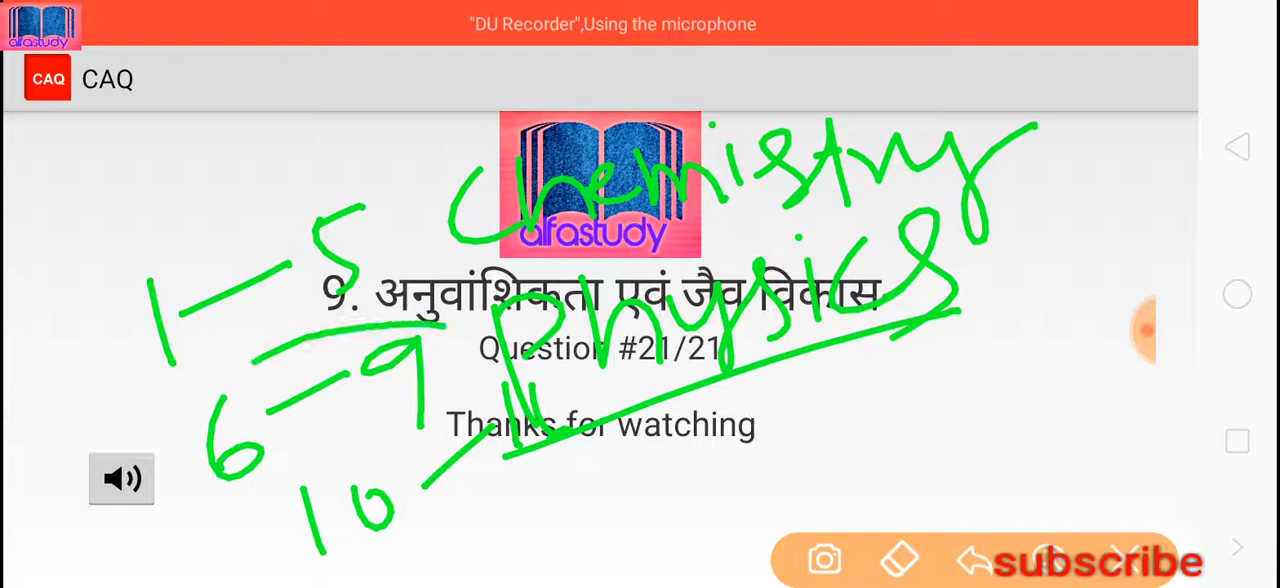 "DU Recorder",Using the microphone
alfastudy
CAQ CAQ
Chemistry
alfastudy
1-5
9. अनुवांशिकता एवं जैव विकास
Physics
Question #21/21
6-9
Thanks for watching
10-11
subscribe